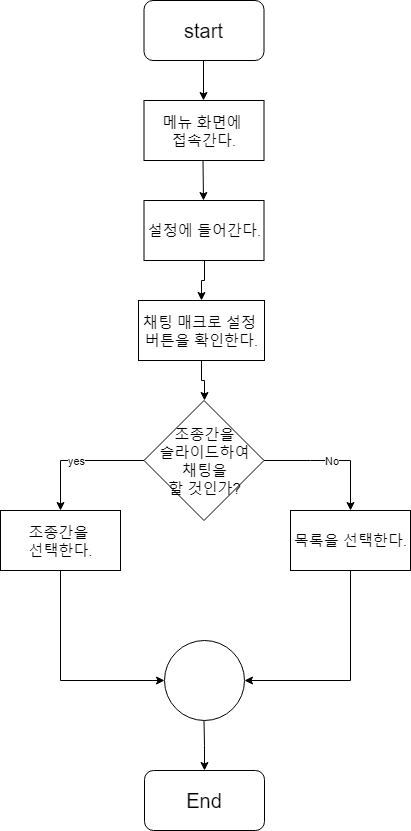 start
메뉴 화면에
접속간다.
설정에 들어간다.
채팅 매크로 설정
버튼을 확인한다.
조종간을
슬라이드하여
채팅을
할 것인가?
yes
No
조종간을
선택한다.
목록을 선택한다.
End